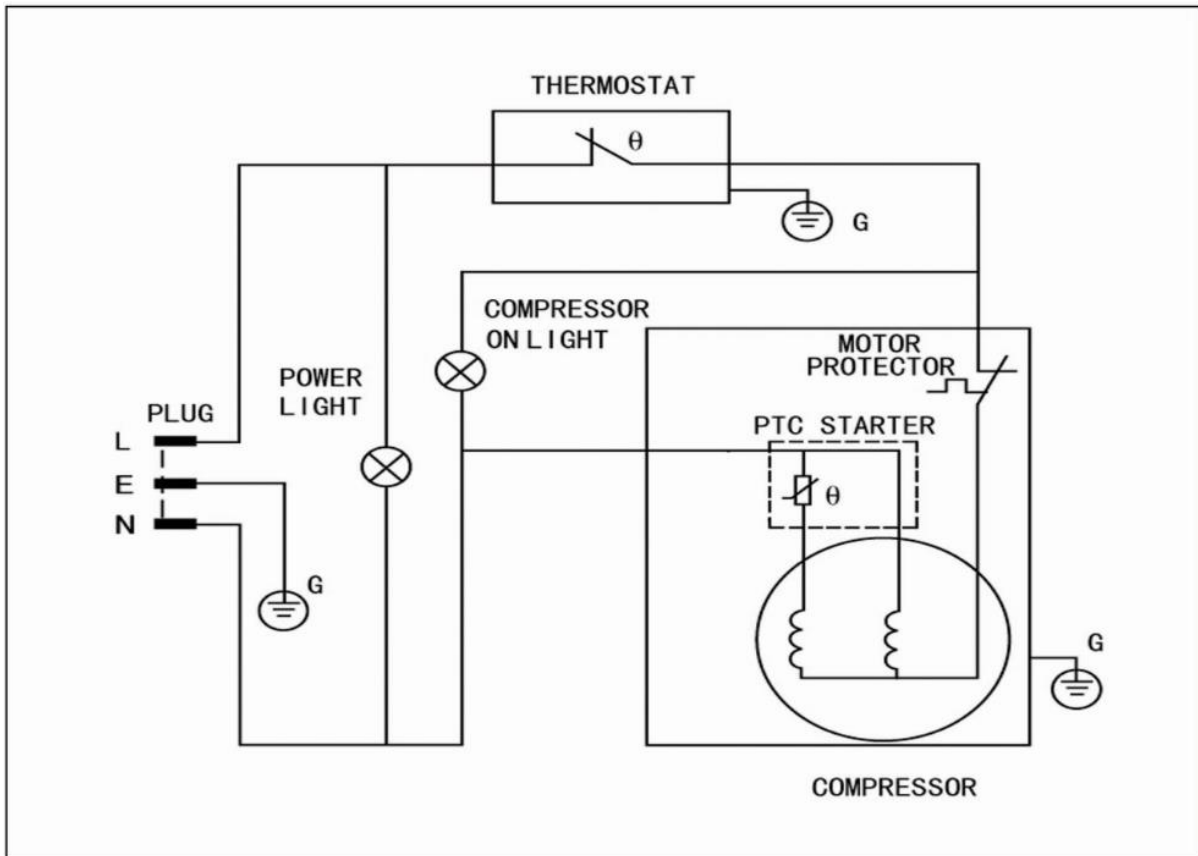 THERMOSTAT
θ
G
COMPRESSOR
ON LIGHT
MOTOR
PROTECTOR
POWER
LIGHT
PLUG
L
E
N
PTC STARTER
θ
G
G
COMPRESSOR